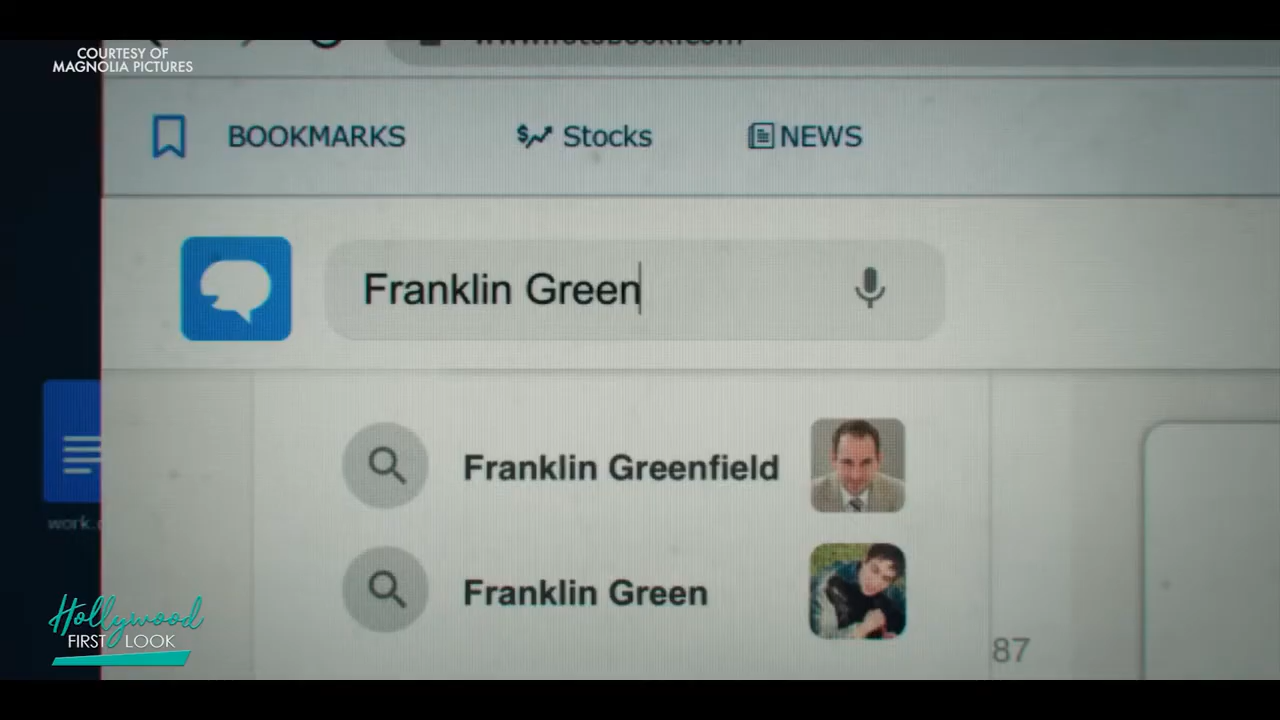 COURTESY OF
MAGNOLIA PICTURES
BOOKMARKS
Stocks
NEWS
Franklin Green
Franklin Greenfield
Franklin Green
87
Hollywood
FIRST LOOK